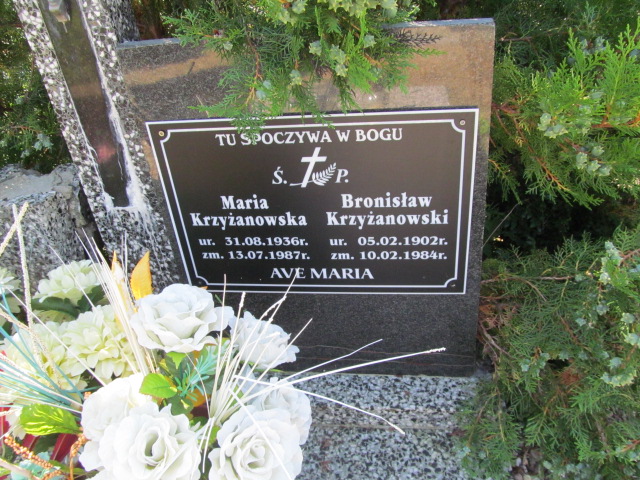 TU SPOCZYWA W BOGU
Ś. P.
Maria Krzyżanowska
ur. 31.08.1936r.
zm. 13.07.1987r.
Bronisław Krzyżanowski
ur. 05.02.1902r.
zm. 10.02.1984r.
AVE MARIA